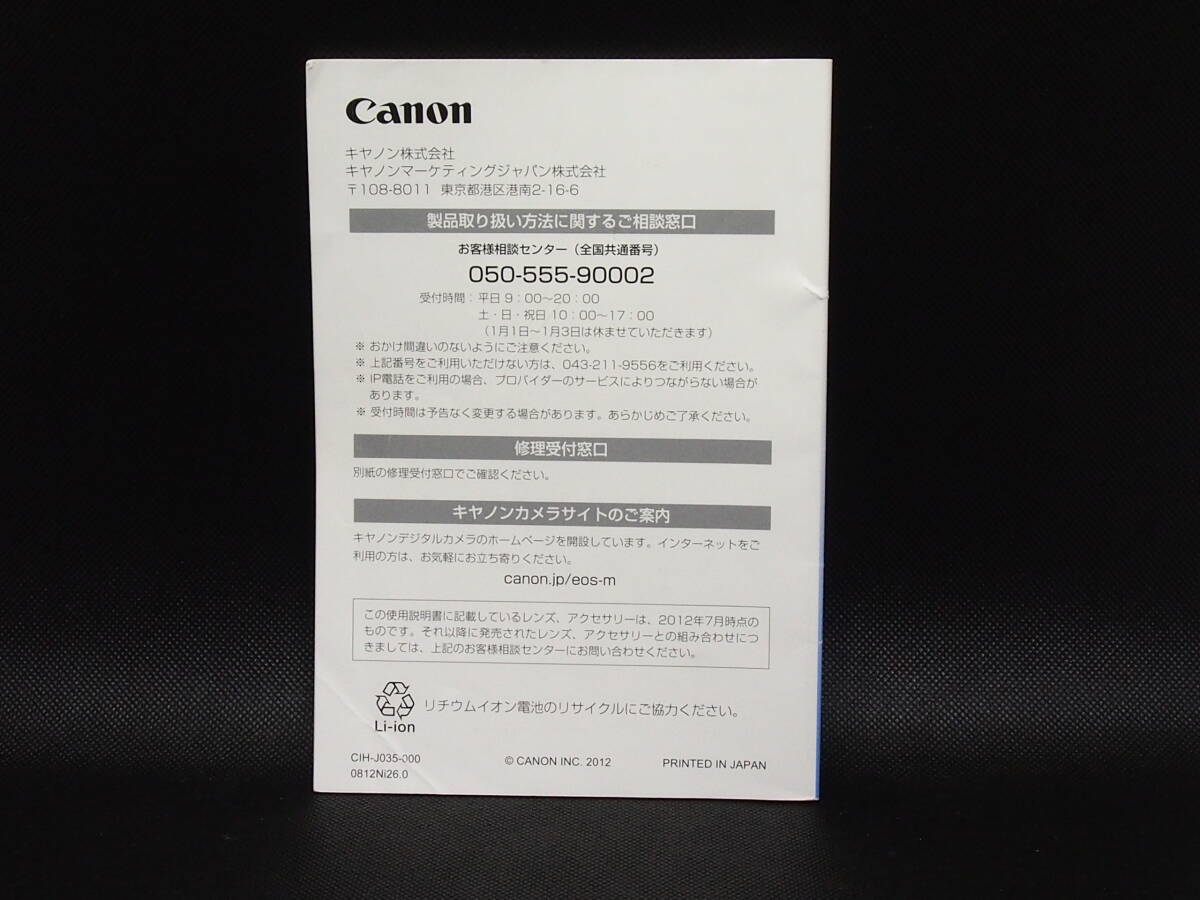 Canon
キヤノン株式会社
キヤノンマーケティングジャパン株式会社
〒108-8011 東京都港区港南2-16-6
製品取り扱い方法に関するご相談窓口
お客様相談センター（全国共通番号）
050-555-90002
受付時間：平日 9：00～20：00
土・日・祝日 10：00～17：00
（1月1日～1月3日は休ませていただきます）
※ おかけ間違いのないようにご注意ください。
※ 上記番号をご利用いただけない方は、043-211-9556をご利用ください。
※ IP電話をご利用の場合、プロバイダーのサービスによりつながらない場合が
あります。
※ 受付時間は予告なく変更する場合があります。あらかじめご了承ください。
修理受付窓口
別紙の修理受付窓口でご確認ください。
キヤノンカメラサイトのご案内
キヤノンデジタルカメラのホームページを開設しています。インターネットをご
利用の方は、お気軽にお立ち寄りください。
canon.jp/eos-m
この使用説明書に記載しているレンズ、アクセサリーは、2012年7月時点の
ものです。それ以降に発売されたレンズ、アクセサリーとの組み合わせにつ
きましては、上記のお客様相談センターにお問い合わせください。
リチウムイオン電池のリサイクルにご協力ください。
Li-ion
CIH-J035-000
0812Ni26.0
© CANON INC. 2012
PRINTED IN JAPAN